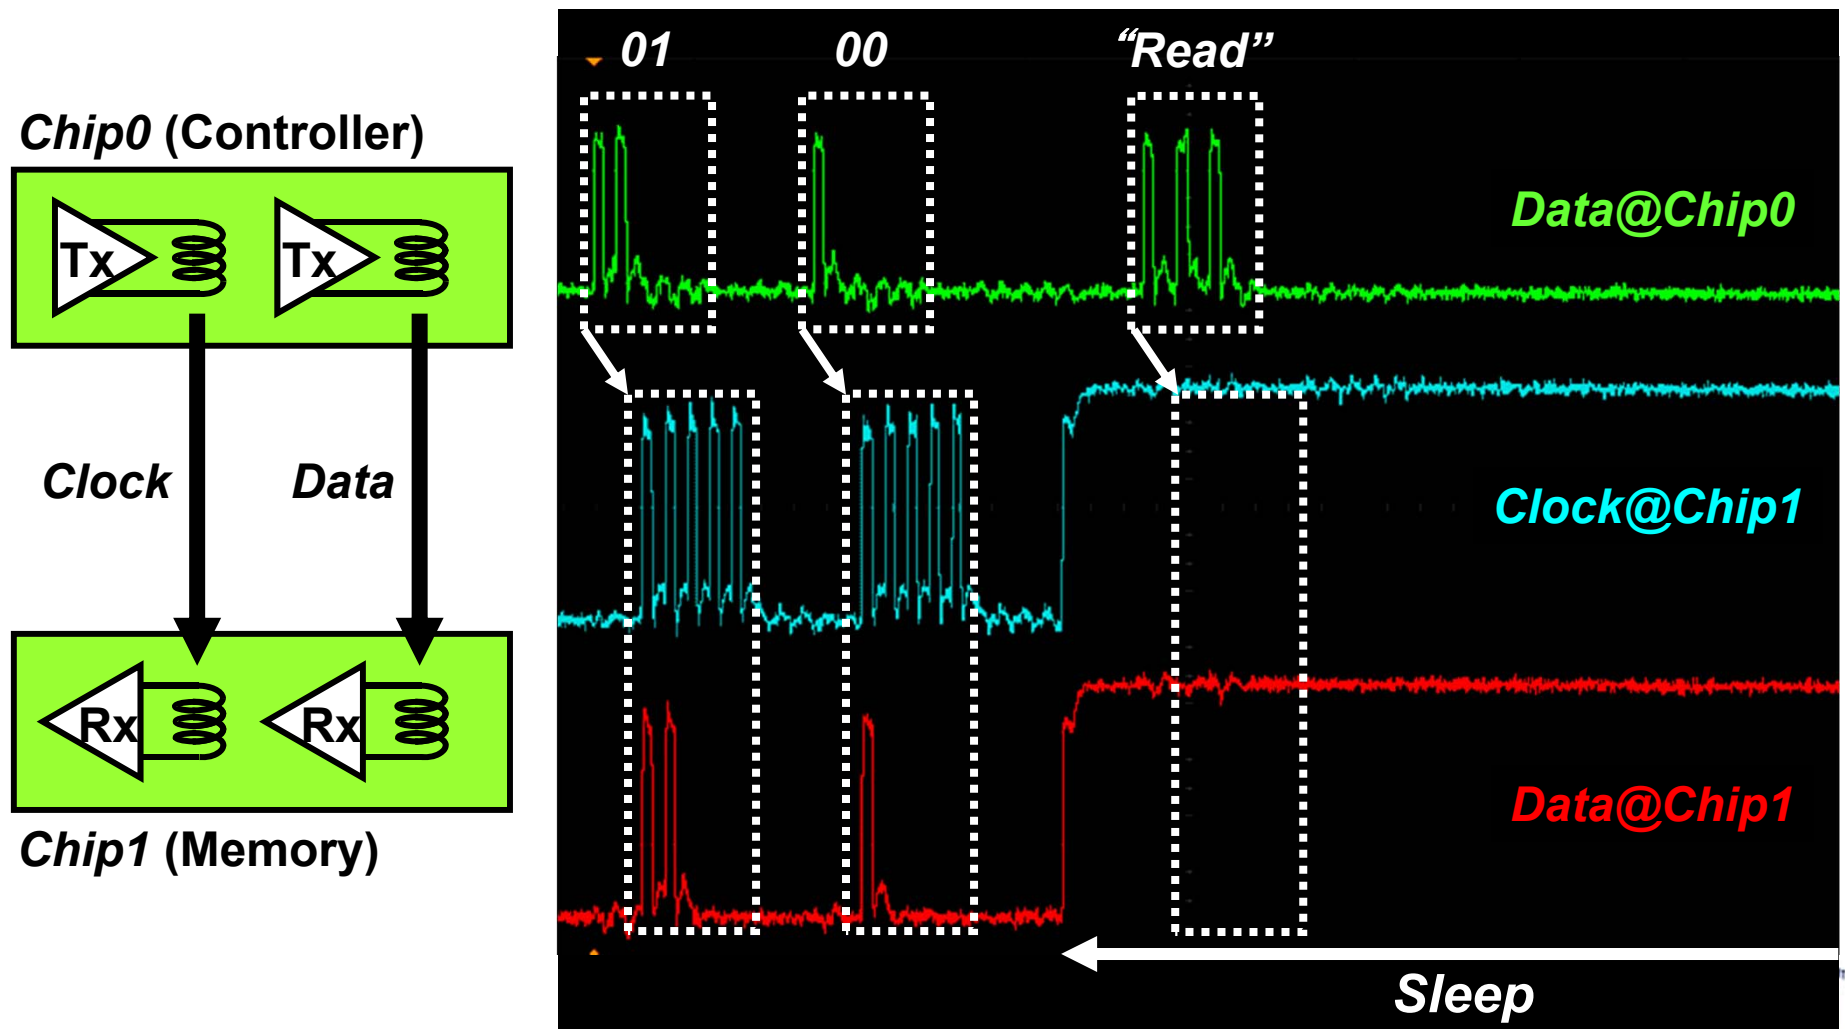 Chip0 (Controller)
Tx
Tx
Clock
Data
Rx
Rx
Chip1 (Memory)
01
00
“Read”
Data@Chip0
Clock@Chip1
Data@Chip1
Sleep